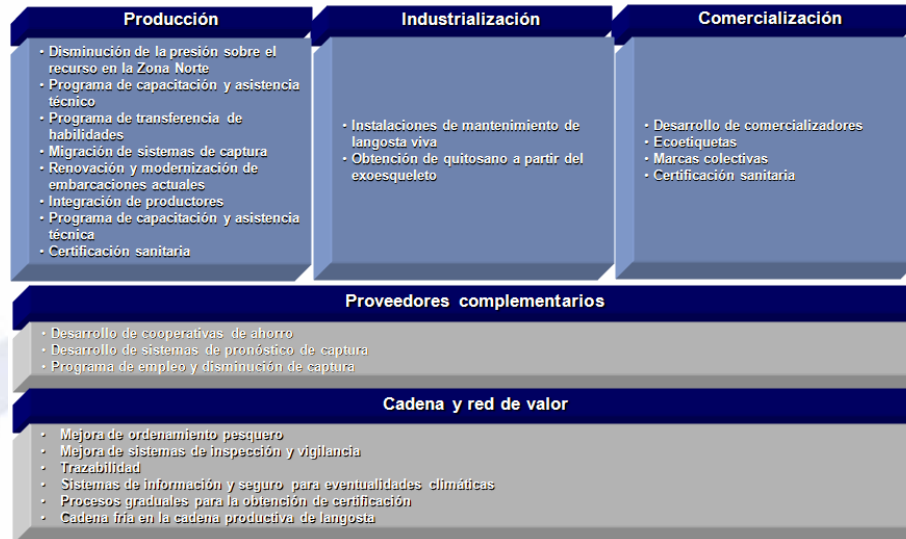 Producción
• Disminución de la presión sobre el
recurso en la Zona Norte
• Programa de capacitación y asistencia
técnico
• Programa de transferencia de
habilidades
• Migración de sistemas de captura
• Renovación y modernización de
embarcaciones actuales
• Integración de productores
• Programa de capacitación y asistencia
técnica
• Certificación sanitaria
Industrialización
• Instalaciones de mantenimiento de
langosta viva
• Obtención de quitosano a partir del
exoesqueleto
Comercialización
• Desarrollo de comercializadores
• Ecoetiquetas
• Marcas colectivas
• Certificación sanitaria
Proveedores complementarios
• Desarrollo de cooperativas de ahorro
• Desarrollo de sistemas de pronóstico de captura
• Programa de empleo y disminución de captura
Cadena y red de valor
• Mejora de ordenamiento pesquero
• Mejora de sistemas de inspección y vigilancia
• Trazabilidad
• Sistemas de información y seguro para eventualidades climáticas
• Procesos graduales para la obtención de certificación
• Cadena fría en la cadena productiva de langosta